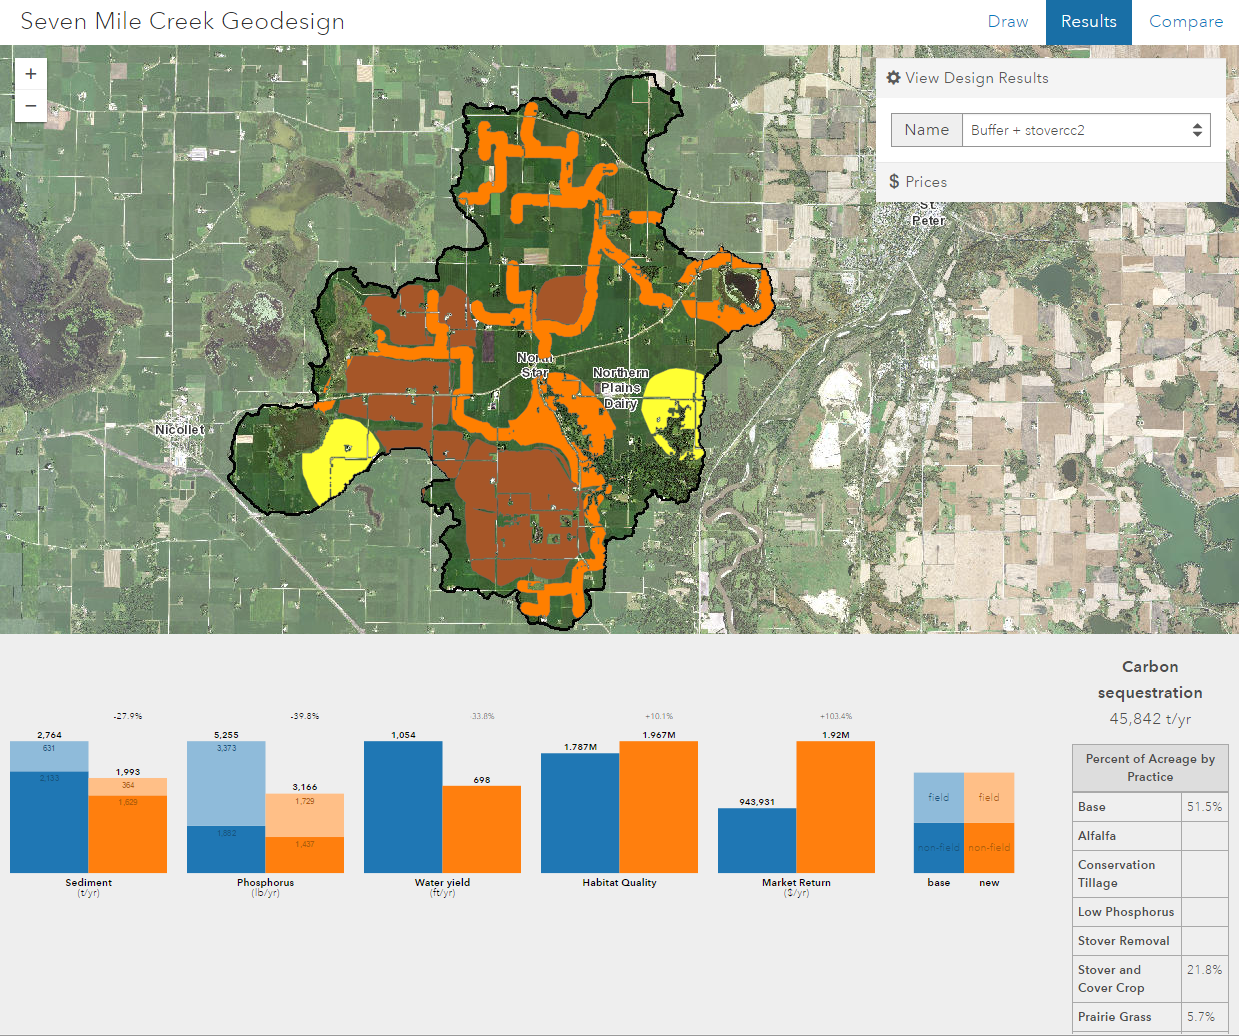 Seven Mile Creek Geodesign
Draw
Results
Compare
+
−
View Design Results
Name
Buffer + stovercc2
$ Prices
St.
Peter
North
Star
Northern
Plains
Dairy
Nicollet
-27.9%
2,764
631
2,133
1,993
364
1,629
Sediment
(t/yr)
-39.8%
5,255
3,373
1,882
3,166
1,729
1,437
Phosphorus
(lb/yr)
-33.8%
1,054
698
Water yield
(ft/yr)
+10.1%
1.787M
1.967M
Habitat Quality
+103.4%
943,931
1.92M
Market Return
($/yr)
field
field
non-field
non-field
base
new
Carbon
sequestration
45,842 t/yr
Percent of Acreage by
Practice
Base 51.5%
Alfalfa
Conservation
Tillage
Low Phosphorus
Stover Removal
Stover and 21.8%
Cover Crop
Prairie Grass 5.7%